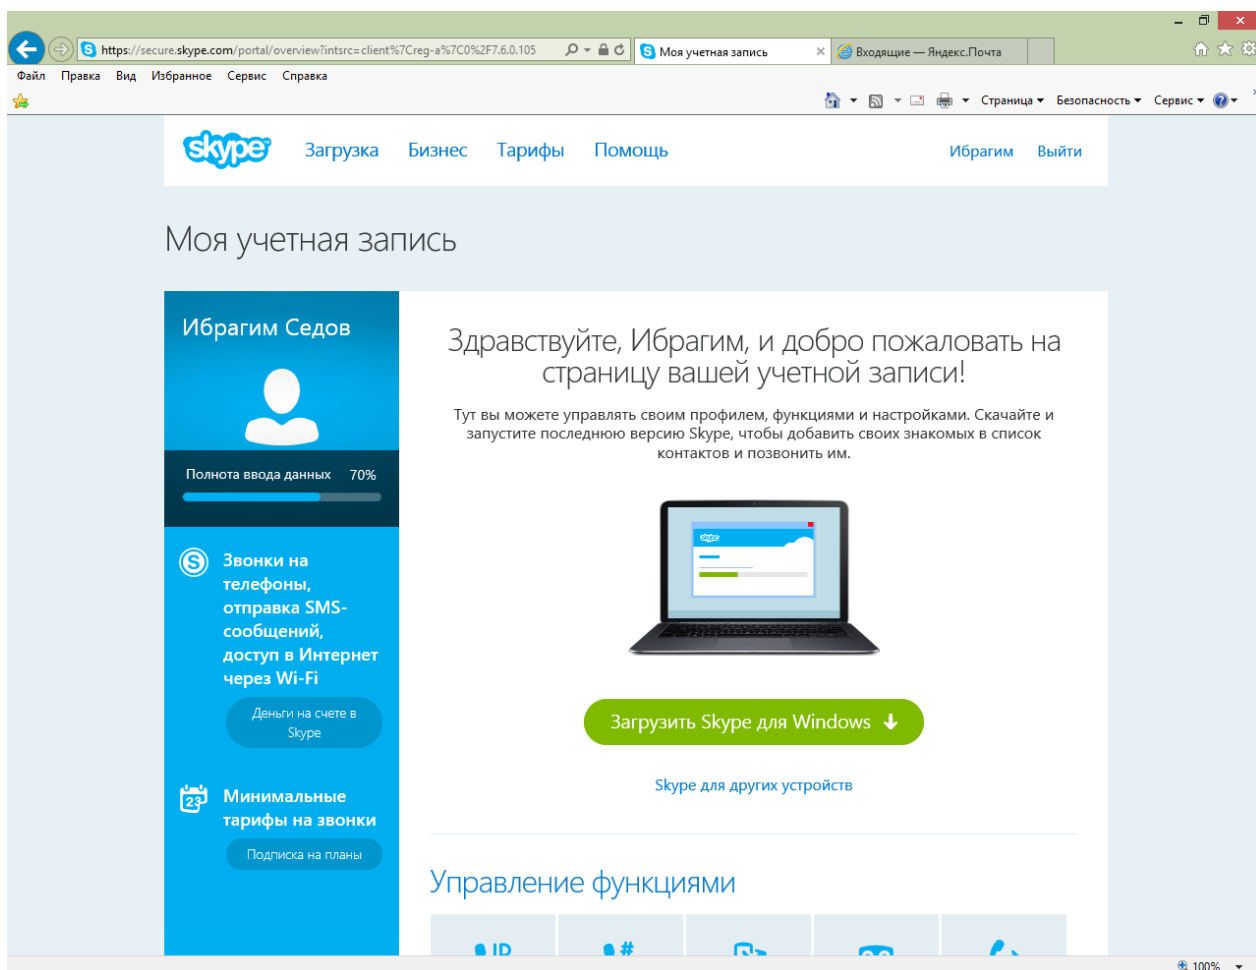 https://secure.skype.com/portal/overview?intsrc=client%7Creg-a%7C0%2F7.6.0.105
Моя учетная запись
Входящие — Яндекс.Почта
Файл Правка Вид Избранное Сервис Справка
Страница Безопасность Сервис
skype Загрузка Бизнес Тарифы Помощь Ибрагим Выйти
Моя учетная запись
Ибрагим Седов
Полнота ввода данных 70%
Звонки на
телефоны,
отправка SMS-
сообщений,
доступ в Интернет
через Wi-Fi
Деньги на счете в
Skype
23
Минимальные
тарифы на звонки
Подписка на планы
Здравствуйте, Ибрагим, и добро пожаловать на
страницу вашей учетной записи!
Тут вы можете управлять своим профилем, функциями и настройками. Скачайте и
запустите последнюю версию Skype, чтобы добавить своих знакомых в список
контактов и позвонить им.
skype
Загрузить Skype для Windows
Skype для других устройств
Управление функциями
100%